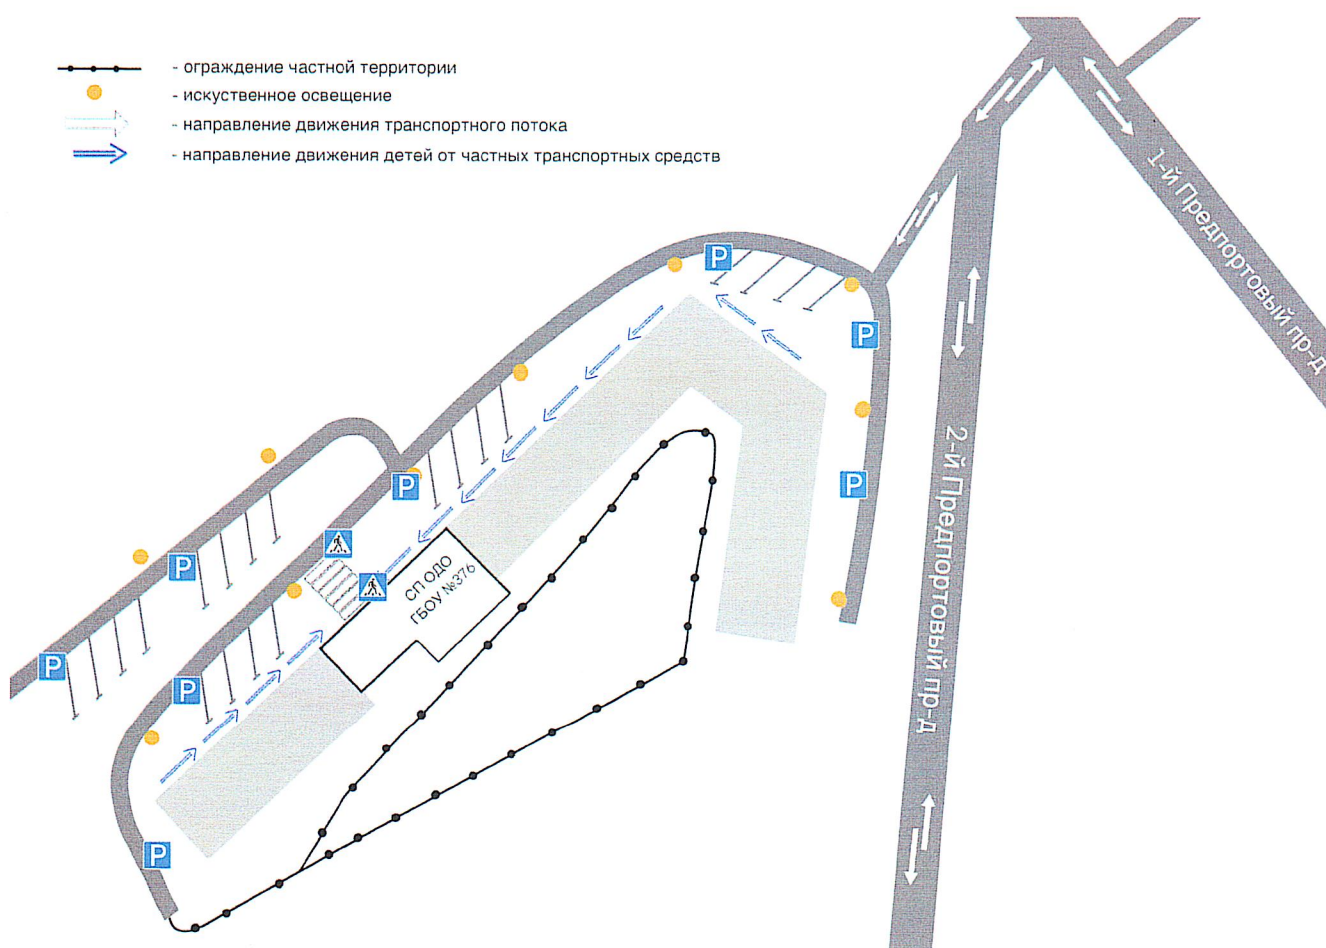 - ограждение частной территории
- искуственное освещение
- направление движения транспортного потока
- направление движения детей от частных транспортных средств
1-й Предпортовый пр-д
P
P
2-й Предпортовый пр-д
P
P
P
СП ОДО
ГБОУ №376
P
P
P